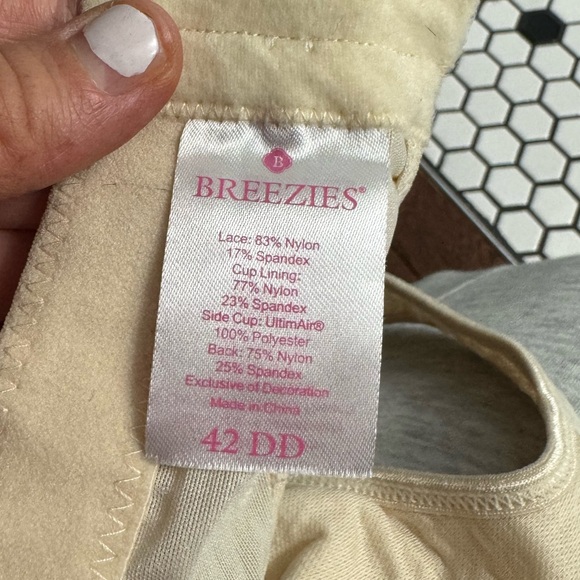 B
BREEZIES®
Lace: 83% Nylon
17% Spandex
Cup Lining:
77% Nylon
23% Spandex
Side Cup: UltimAir®
100% Polyester
Back: 75% Nylon
25% Spandex
Exclusive of Decoration
Made in China
42 DD